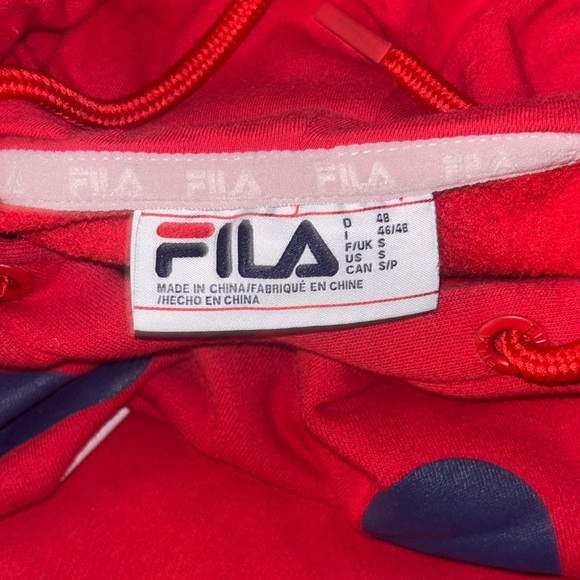 FILA FILA FILA
FILA
D 48
I 46/48
F/UK S
US S
CAN S/P
MADE IN CHINA/FABRIQUÉ EN CHINE
/HECHO EN CHINA